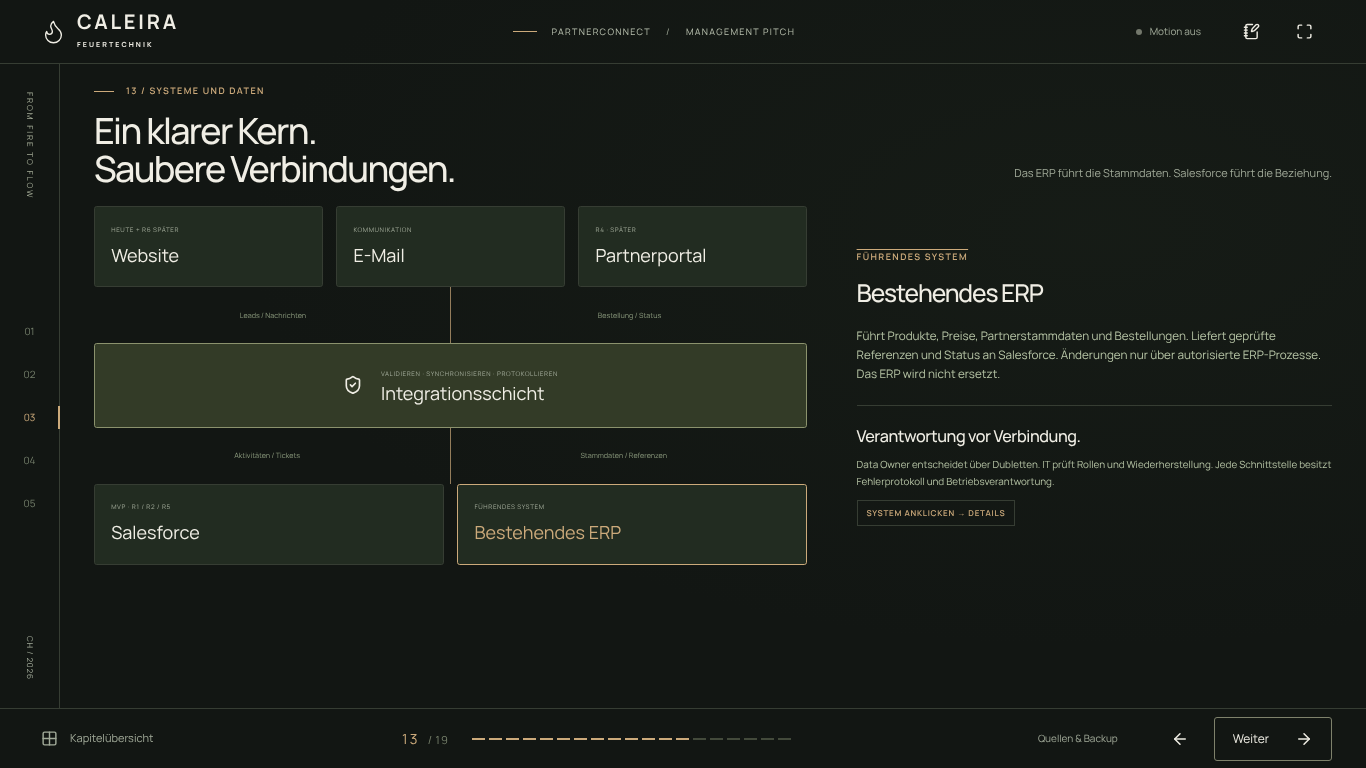 CALEIRA
FEUERTECHNIK
PARTNERCONNECT / MANAGEMENT PITCH
Motion aus
FROM FIRE TO FLOW
01
02
03
04
05
CH / 2026
13 / SYSTEME UND DATEN
Ein klarer Kern.
Saubere Verbindungen.
Das ERP führt die Stammdaten. Salesforce führt die Beziehung.
HEUTE + R6 SPÄTER
Website
KOMMUNIKATION
E-Mail
R4 · SPÄTER
Partnerportal
Leads / Nachrichten
Bestellung / Status
VALIDIEREN · SYNCHRONISIEREN · PROTOKOLLIEREN
Integrationsschicht
Aktivitäten / Tickets
Stammdaten / Referenzen
MVP · R1 / R2 / R5
Salesforce
FÜHRENDES SYSTEM
Bestehendes ERP
FÜHRENDES SYSTEM
Bestehendes ERP
Führt Produkte, Preise, Partnerstammdaten und Bestellungen. Liefert geprüfte
Referenzen und Status an Salesforce. Änderungen nur über autorisierte ERP-Prozesse.
Das ERP wird nicht ersetzt.
Verantwortung vor Verbindung.
Data Owner entscheidet über Dubletten. IT prüft Rollen und Wiederherstellung. Jede Schnittstelle besitzt
Fehlerprotokoll und Betriebsverantwortung.
SYSTEM ANKLICKEN → DETAILS
Kapitelübersicht
13 / 19
Quellen & Backup
Weiter